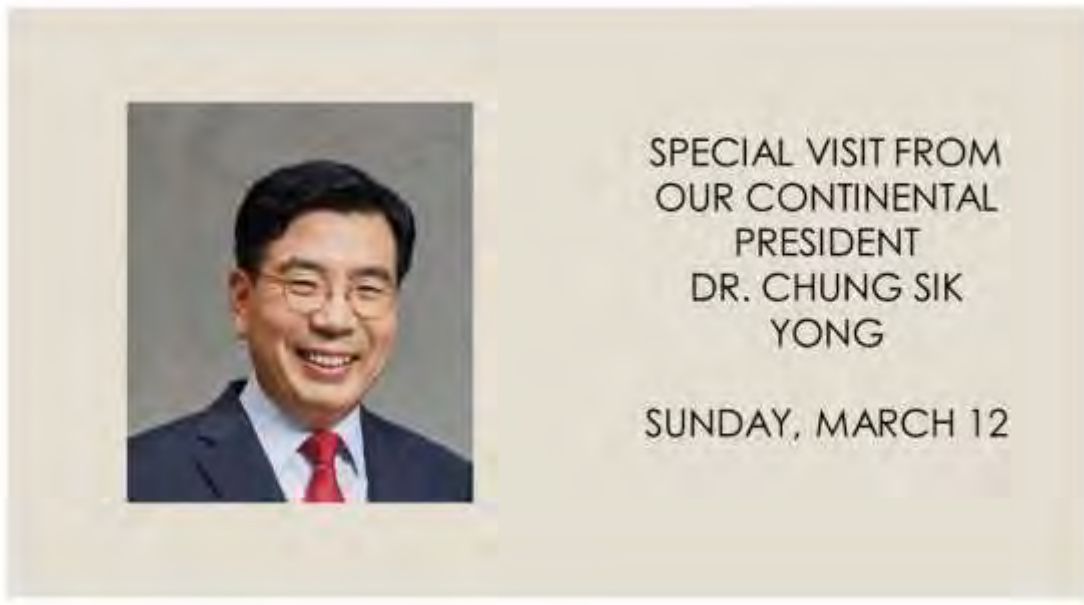 SPECIAL VISIT FROM
OUR CONTINENTAL
PRESIDENT
DR. CHUNG SIK
YONG
SUNDAY, MARCH 12